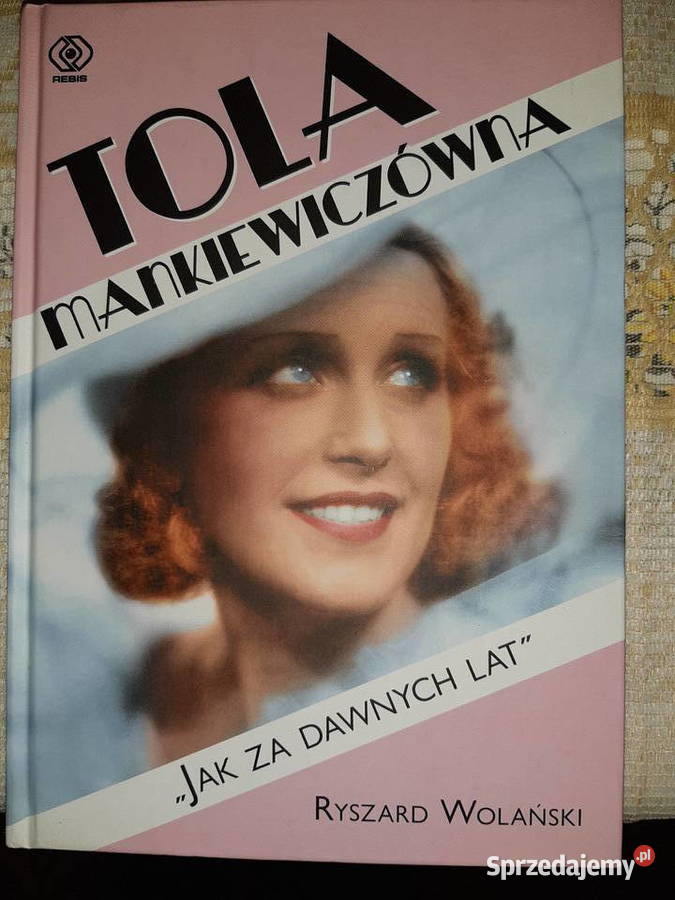 REBIS
TOLA
MANKIEWICZÓWNA
„JAK ZA DAWNYCH LAT”
RYSZARD WOLAŃSKI
Sprzedajemy.pl